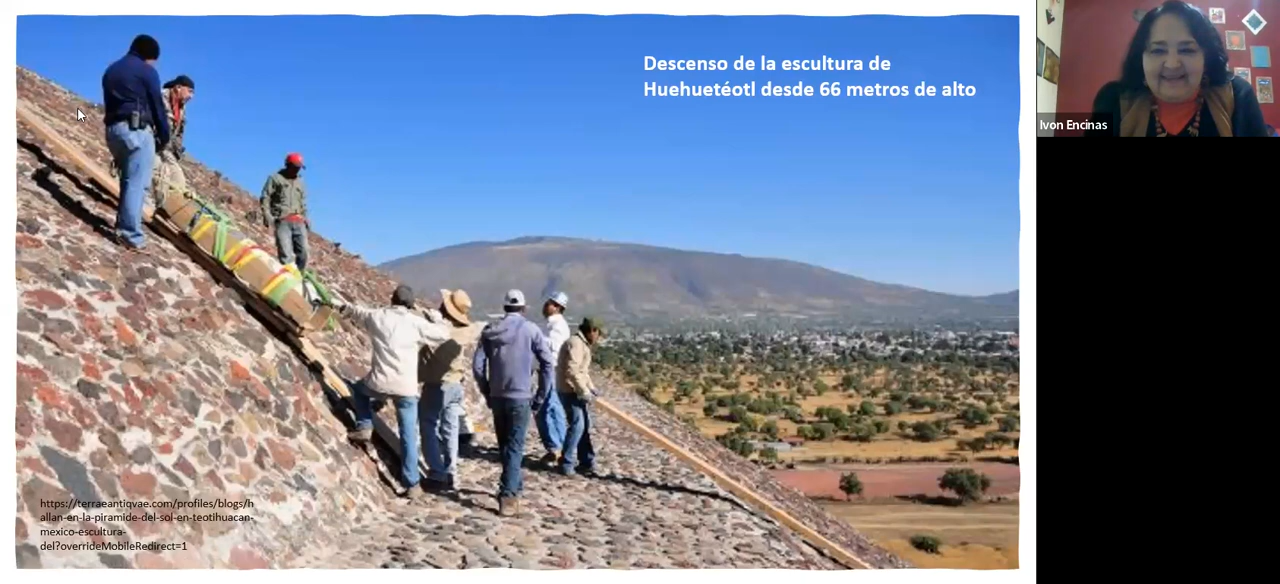 Descenso de la escultura de
Huehuetéotl desde 66 metros de alto
Ivon Encinas
https://terraeantiqvae.com/profiles/blogs/h
allan-en-la-piramide-del-sol-en-teotihuacan-
mexico-escultura-
del?overrideMobileRedirect=1